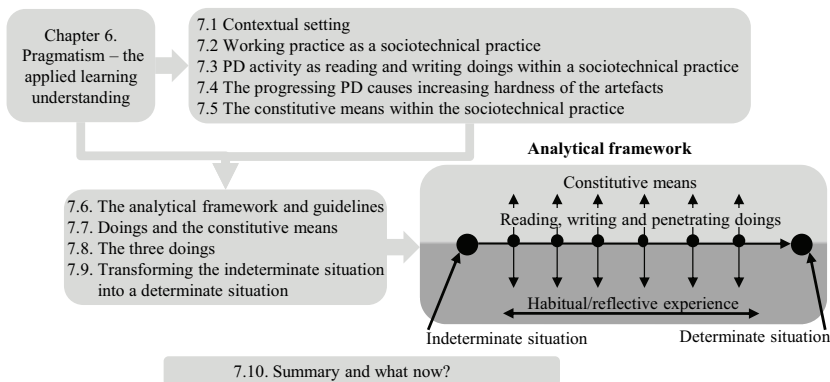 Chapter 6.
Pragmatism – the
applied learning
understanding
7.1 Contextual setting
7.2 Working practice as a sociotechnical practice
7.3 PD activity as reading and writing doings within a sociotechnical practice
7.4 The progressing PD causes increasing hardness of the artefacts
7.5 The constitutive means within the sociotechnical practice
7.6. The analytical framework and guidelines
7.7. Doings and the constitutive means
7.8. The three doings
7.9. Transforming the indeterminate situation
into a determinate situation
Analytical framework
Constitutive means
Reading, writing and penetrating doings
Habitual/reflective experience
Indeterminate situation
Determinate situation
7.10. Summary and what now?